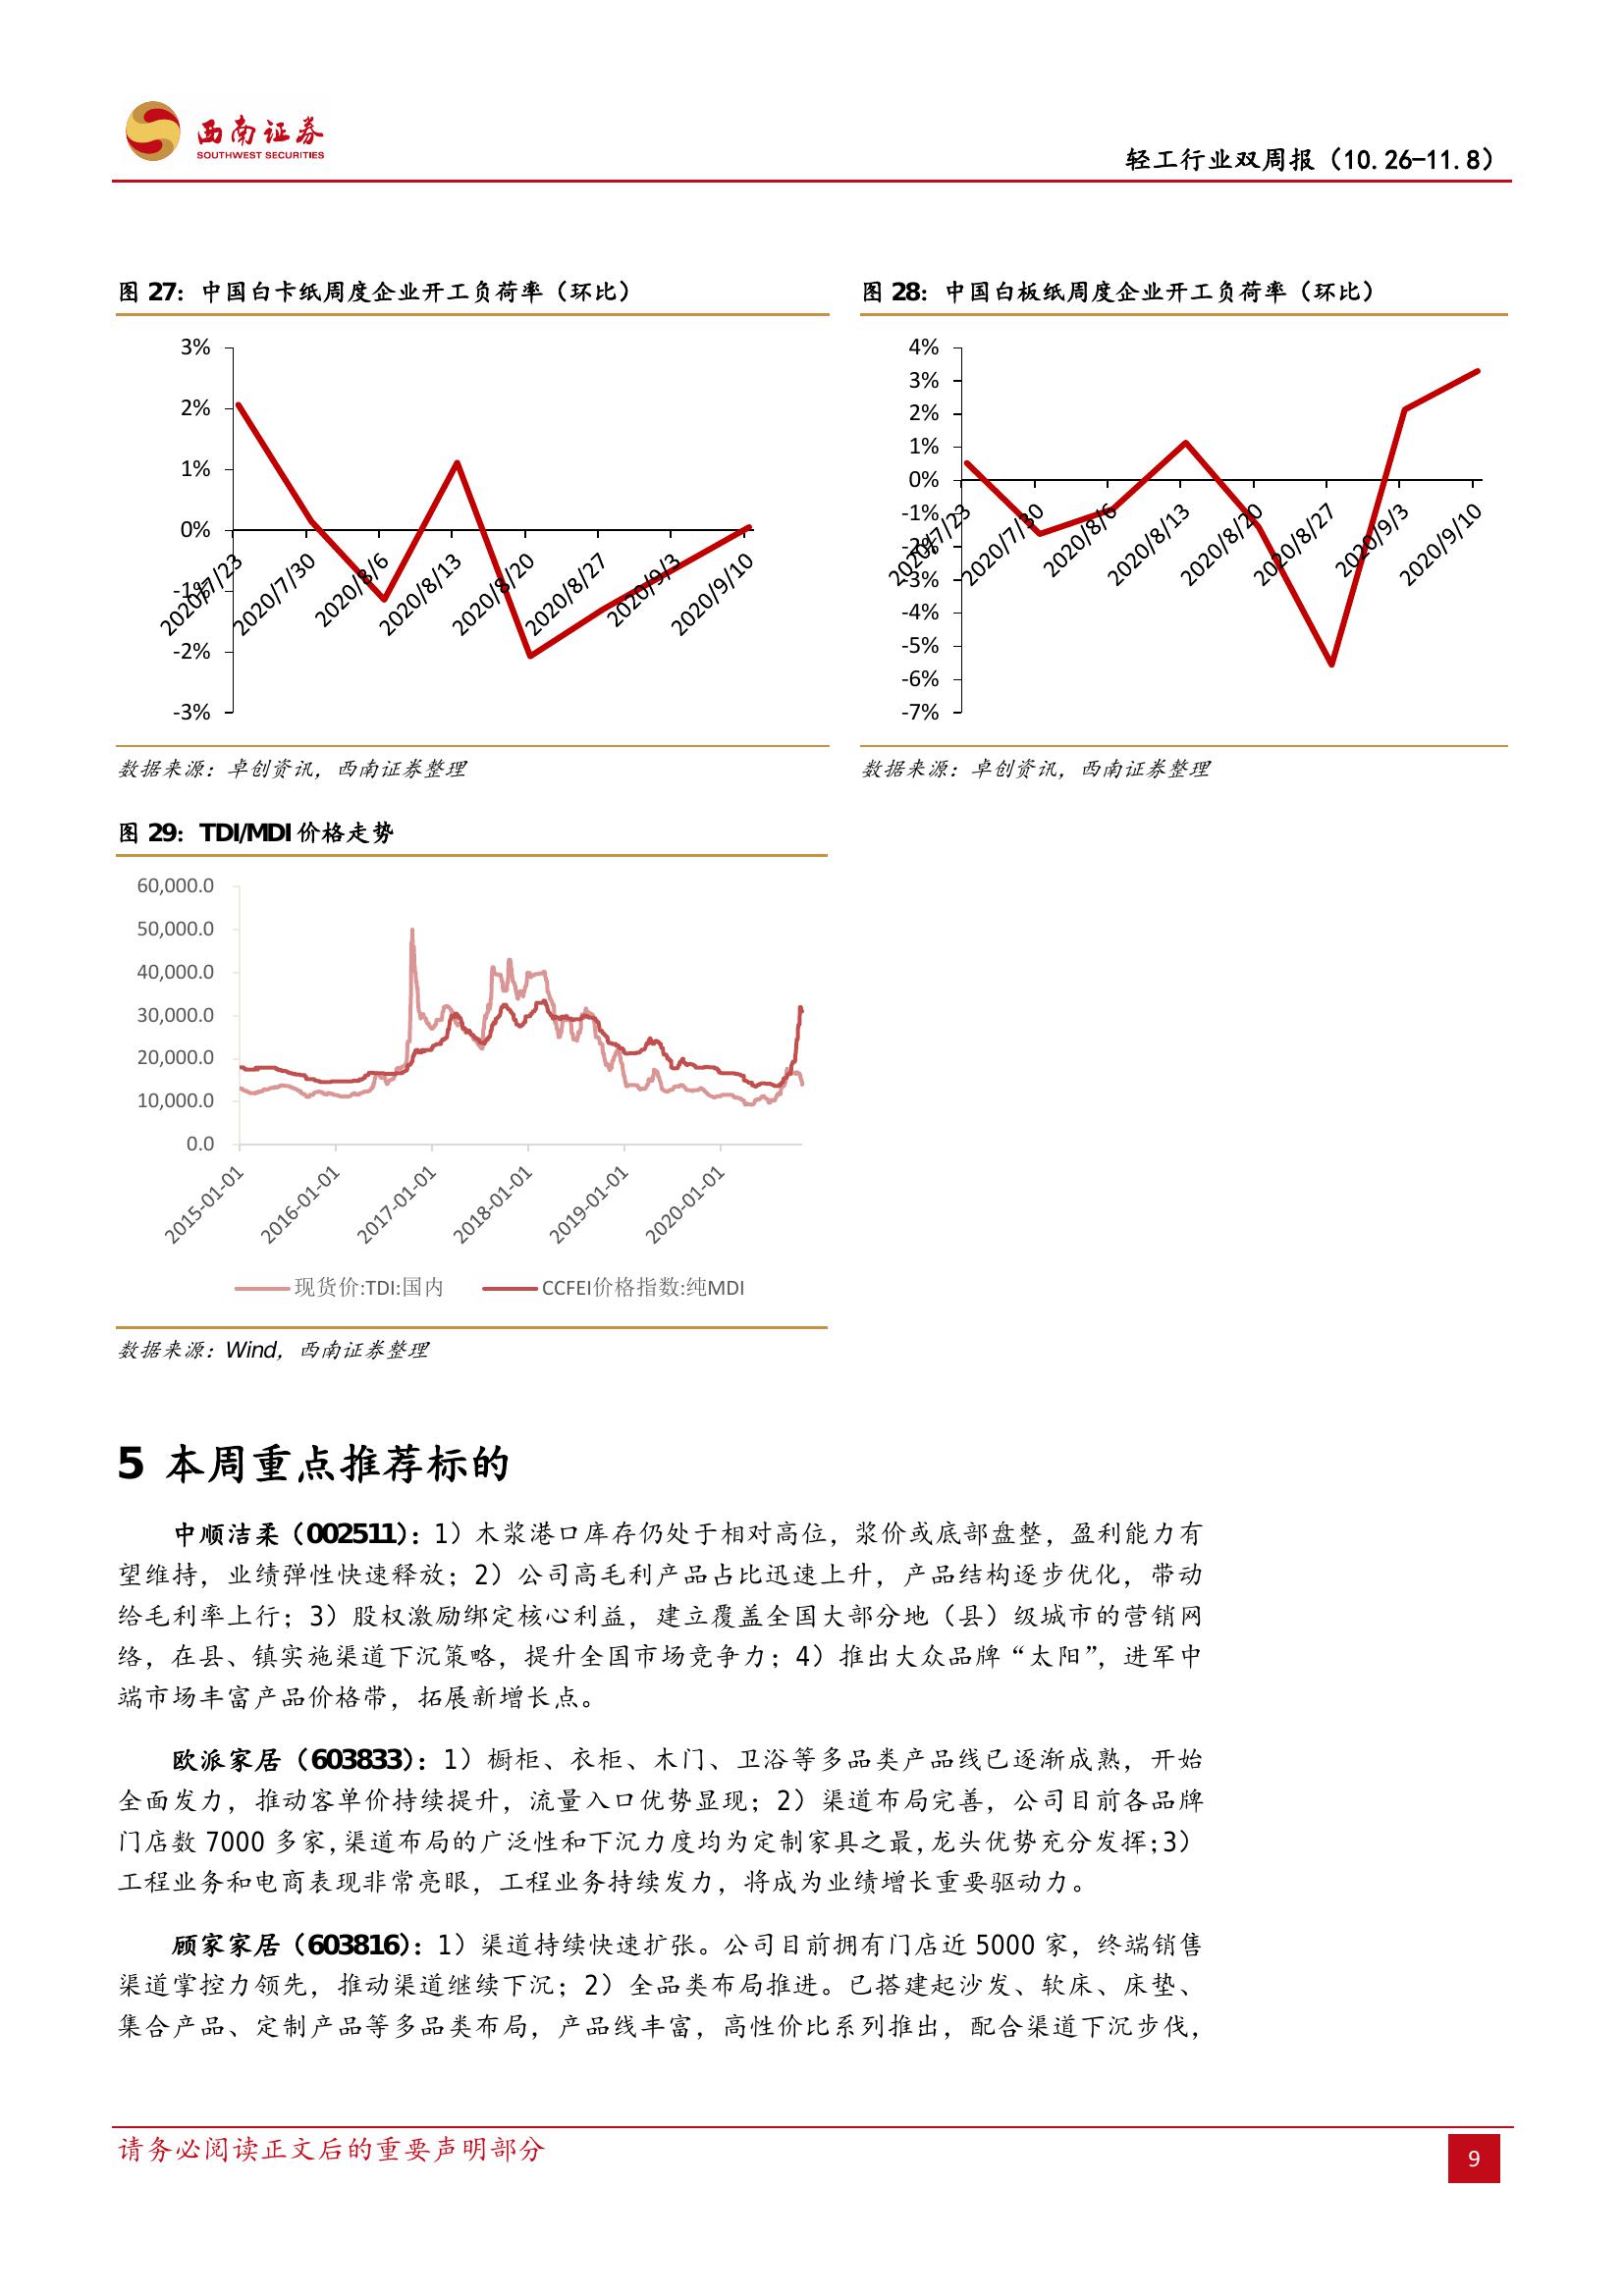 西南证券
SOUTHWEST SECURITIES
轻工行业双周报（10.26-11.8）
图 27：中国白卡纸周度企业开工负荷率（环比）
3%
2%
1%
0%
-1%
-2%
-3%
2020/7/23
2020/7/30
2020/8/6
2020/8/13
2020/8/20
2020/8/27
2020/9/3
2020/9/10
数据来源：卓创资讯，西南证券整理
图 28：中国白板纸周度企业开工负荷率（环比）
4%
3%
2%
1%
0%
-1%
-2%
-3%
-4%
-5%
-6%
-7%
2020/7/23
2020/7/30
2020/8/6
2020/8/13
2020/8/20
2020/8/27
2020/9/3
2020/9/10
数据来源：卓创资讯，西南证券整理
图 29：TDI/MDI 价格走势
60,000.0
50,000.0
40,000.0
30,000.0
20,000.0
10,000.0
0.0
2015-01-01
2016-01-01
2017-01-01
2018-01-01
2019-01-01
2020-01-01
现货价:TDI:国内
CCFEI价格指数:纯MDI
数据来源：Wind，西南证券整理
5 本周重点推荐标的
中顺洁柔（002511）：1）木浆港口库存仍处于相对高位，浆价或底部盘整，盈利能力有
望维持，业绩弹性快速释放；2）公司高毛利产品占比迅速上升，产品结构逐步优化，带动
给毛利率上行；3）股权激励绑定核心利益，建立覆盖全国大部分地（县）级城市的营销网
络，在县、镇实施渠道下沉策略，提升全国市场竞争力；4）推出大众品牌“太阳”，进军中
端市场丰富产品价格带，拓展新增长点。
欧派家居（603833）：1）橱柜、衣柜、木门、卫浴等多品类产品线已逐渐成熟，开始
全面发力，推动客单价持续提升，流量入口优势显现；2）渠道布局完善，公司目前各品牌
门店数 7000 多家，渠道布局的广泛性和下沉力度均为定制家具之最，龙头优势充分发挥；3）
工程业务和电商表现非常亮眼，工程业务持续发力，将成为业绩增长重要驱动力。
顾家家居（603816）：1）渠道持续快速扩张。公司目前拥有门店近 5000 家，终端销售
渠道掌控力领先，推动渠道继续下沉；2）全品类布局推进。已搭建起沙发、软床、床垫、
集合产品、定制产品等多品类布局，产品线丰富，高性价比系列推出，配合渠道下沉步伐，
请务必阅读正文后的重要声明部分
9